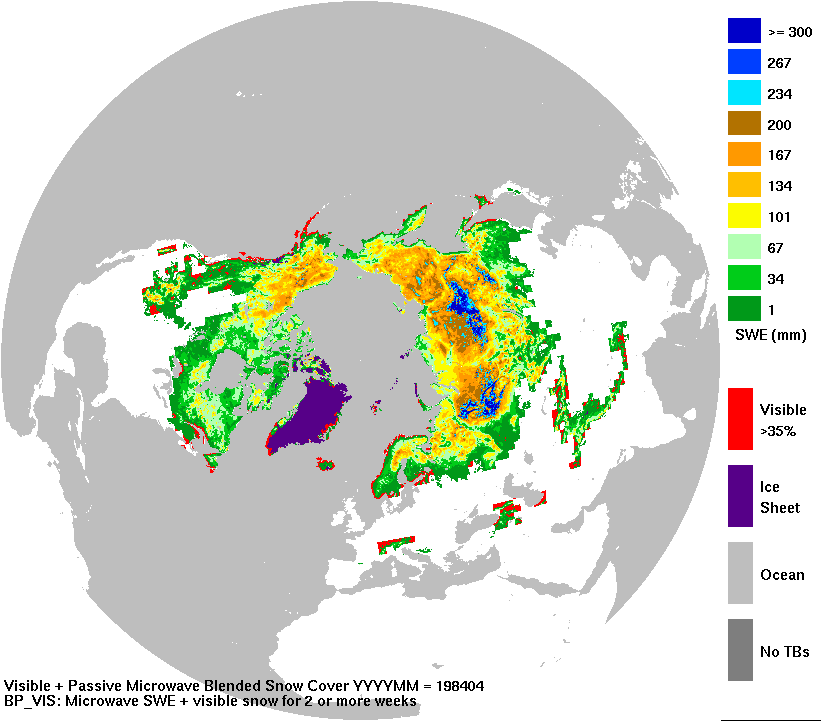 >= 300
267
234
200
167
134
101
67
34
1
SWE (mm)
Visible
>35%
Ice
Sheet
Ocean
No TBs
Visible + Passive Microwave Blended Snow Cover YYYYMM = 198404
BP_VIS: Microwave SWE + visible snow for 2 or more weeks